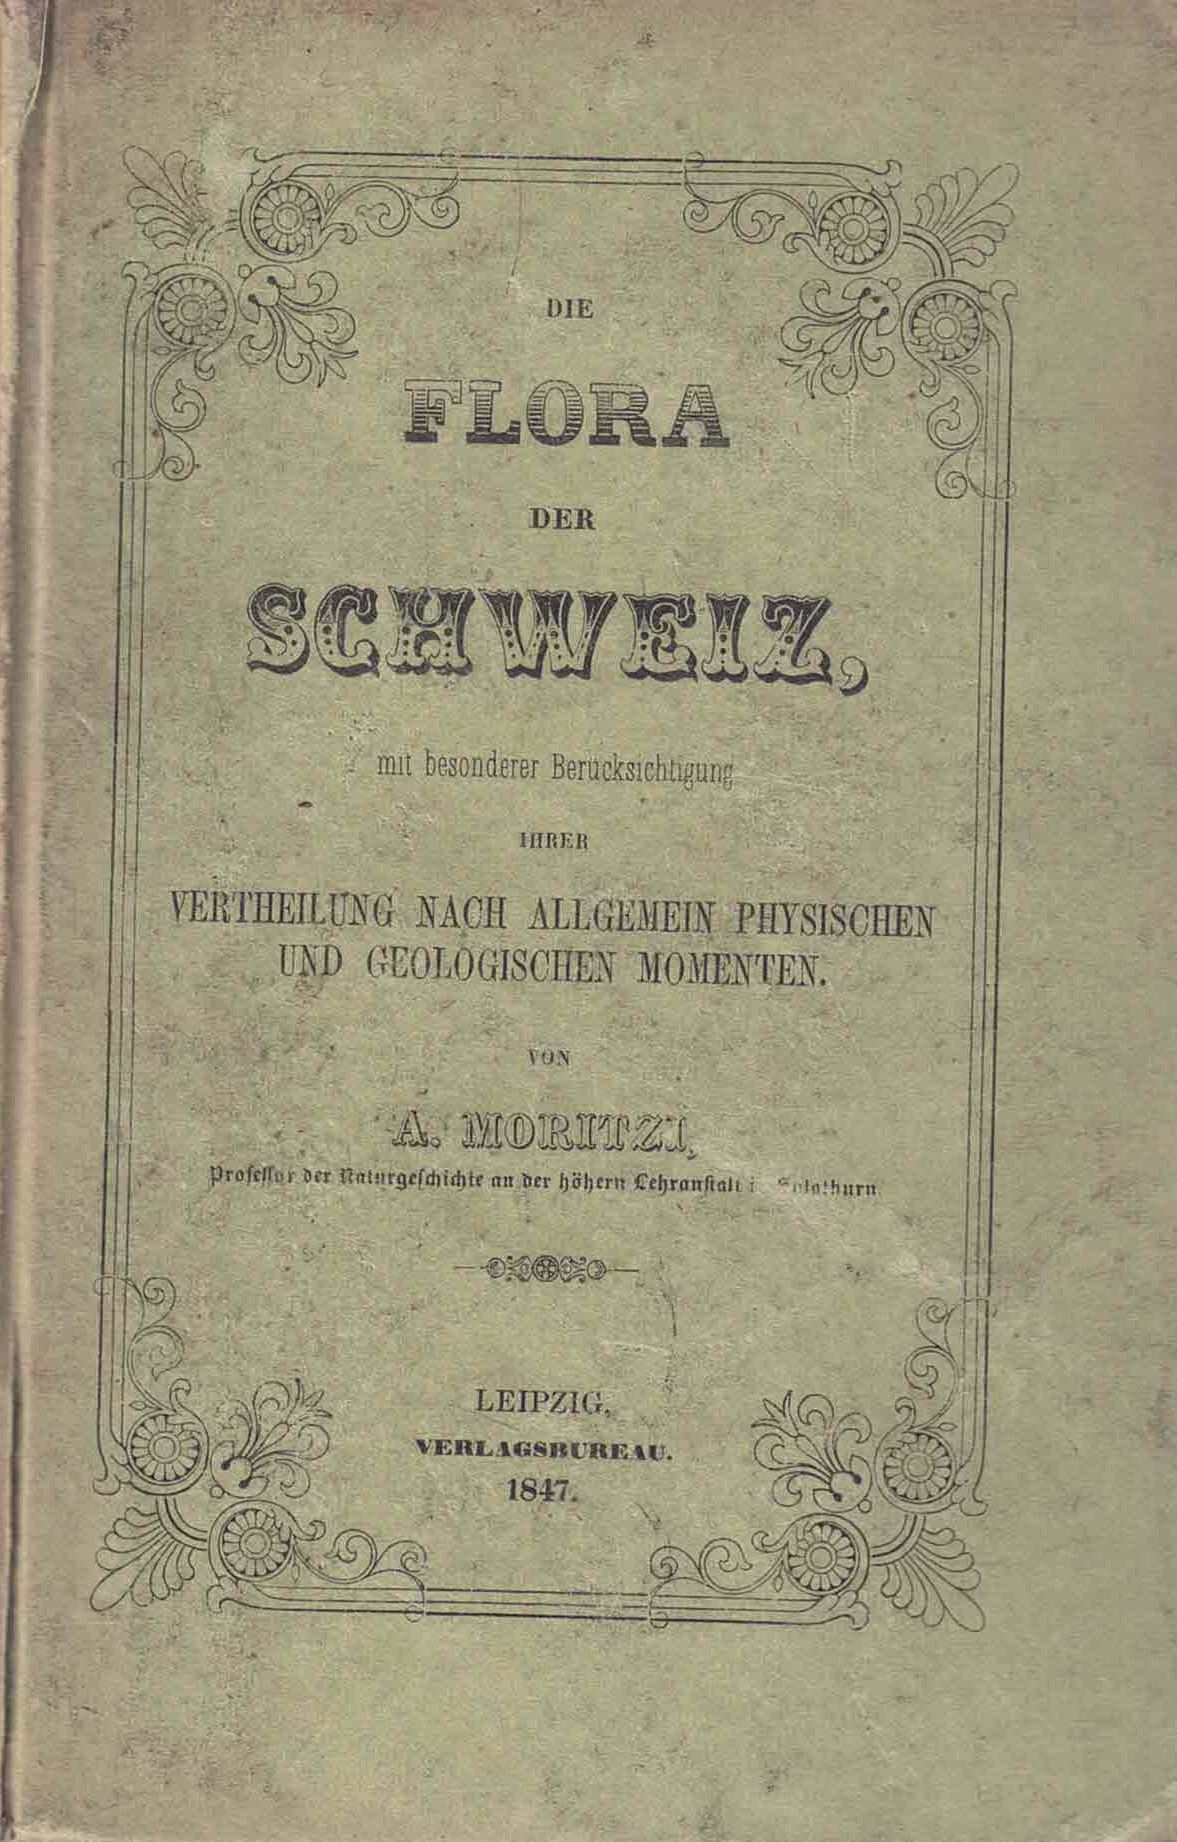 DIE
FLORA
DER
SCHWEIZ,
mit besonderer Berücksichtigung
IHRER
VERTHEILUNG NACH ALLGEMEIN PHYSISCHEN
UND GEOLOGISCHEN MOMENTEN.
VON
A. MORITZI,
Professor der Naturgeschichte an der höhern Lehranstalt Solothurn
LEIPZIG,
VERLAGSBUREAU.
1847.